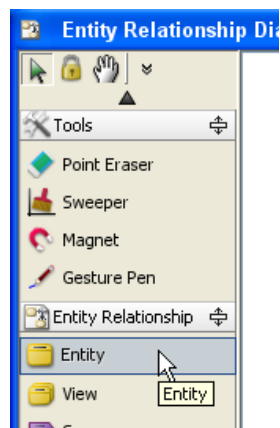 Entity Relationship Dia
Tools
Point Eraser
Sweeper
Magnet
Gesture Pen
Entity Relationship
Entity
View
Entity